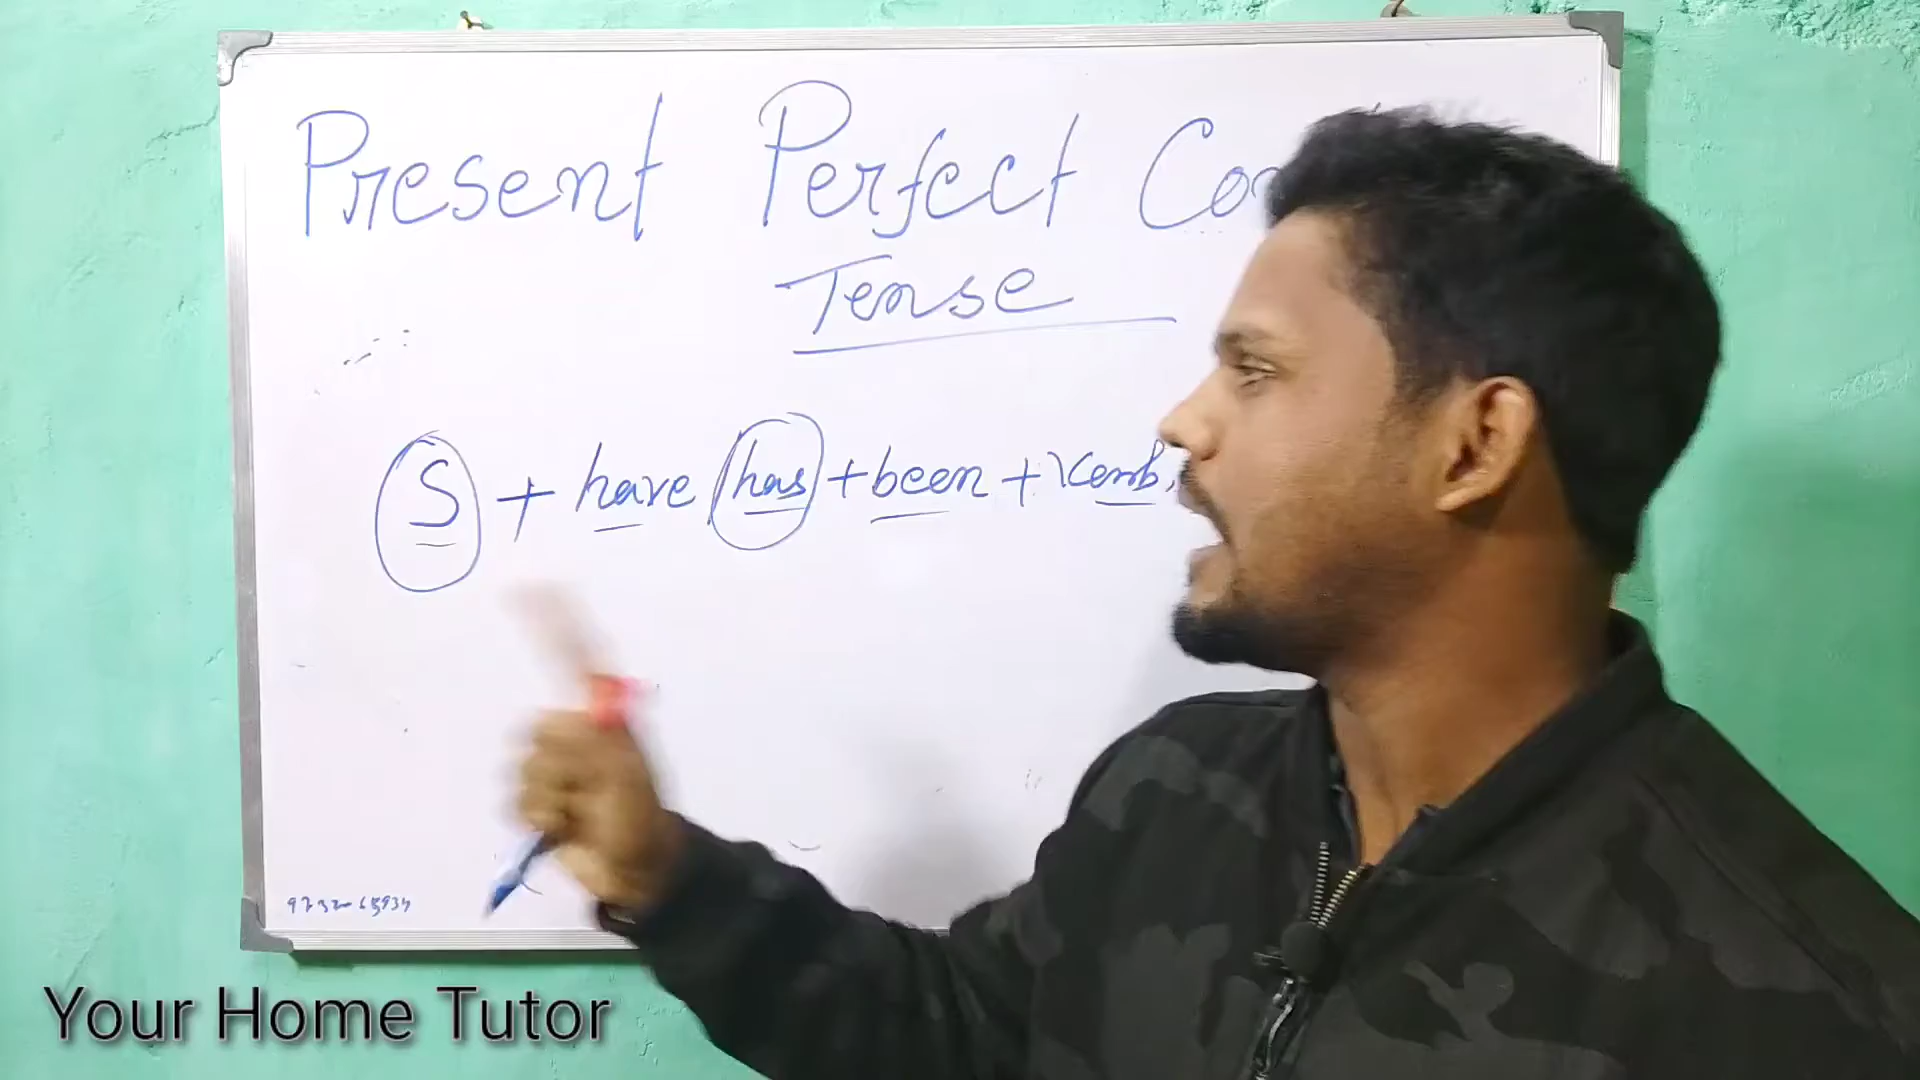 Present Perfect Co
Tense
S + have has + been + Verb
Your Home Tutor